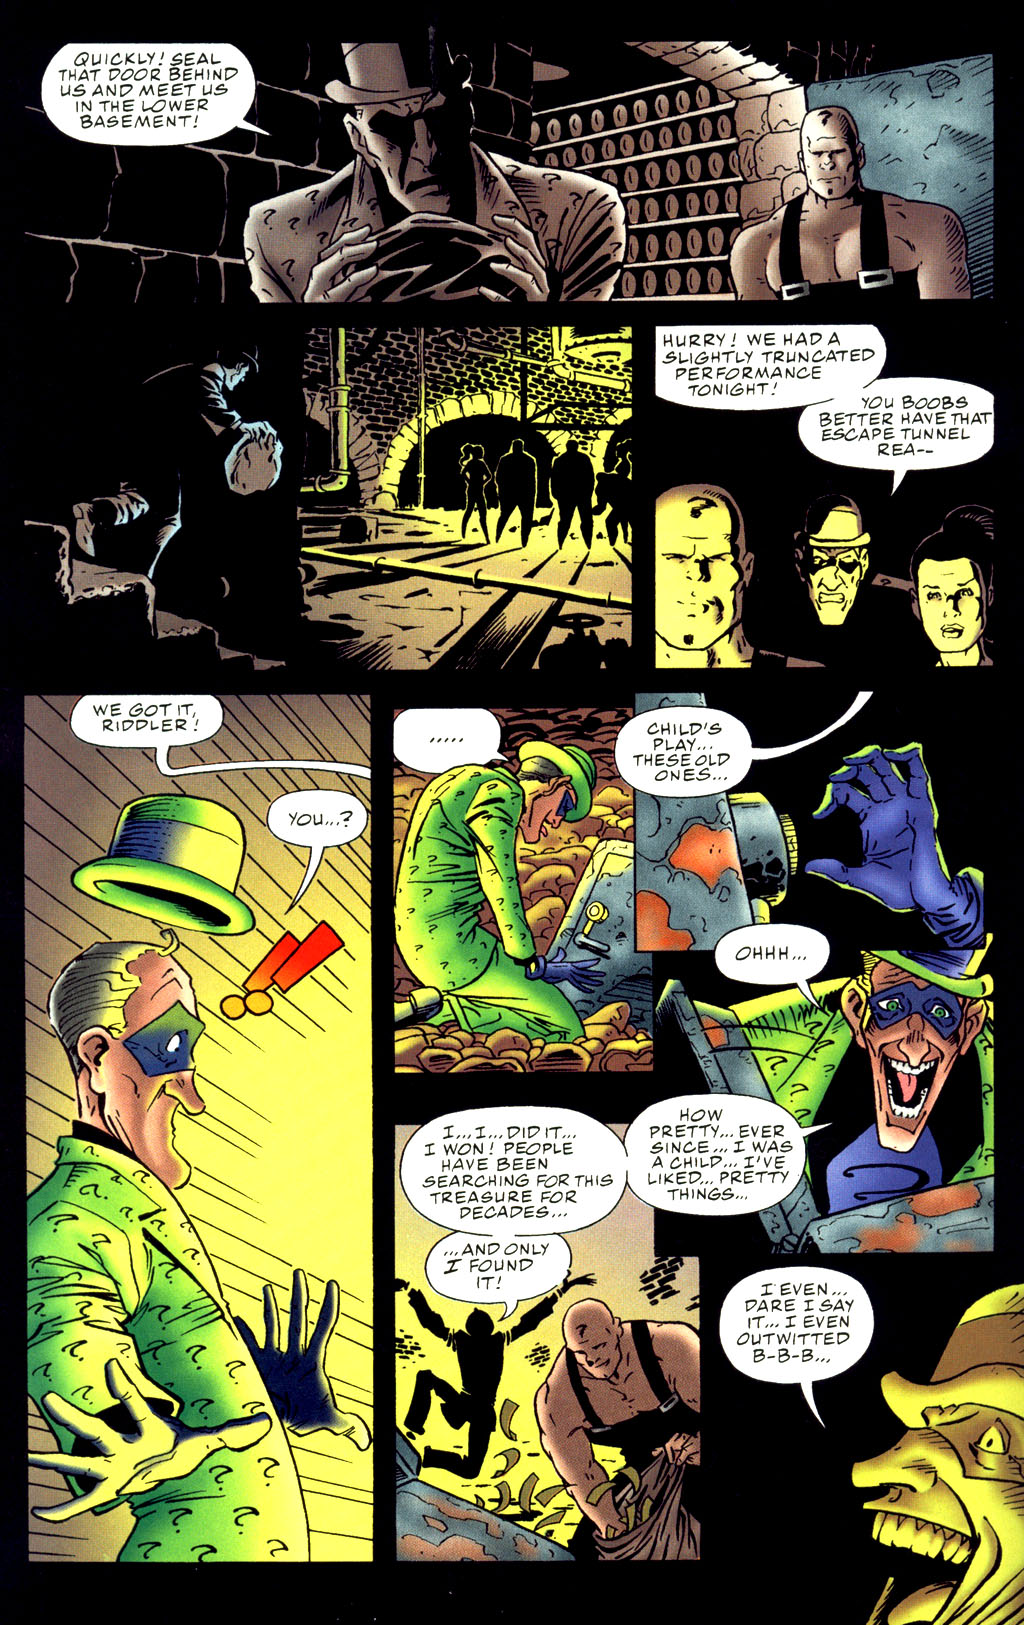 QUICKLY! SEAL
THAT DOOR BEHIND
US AND MEET US
IN THE LOWER
BASEMENT!
HURRY! WE HAD A
SLIGHTLY TRUNCATED
PERFORMANCE
TONIGHT!
YOU BOOBS
BETTER HAVE THAT
ESCAPE TUNNEL
REA--
WE GOT IT,
RIDDLER!
YOU...?
.....
CHILD'S
PLAY...
THESE OLD
ONES...
OHHH...
HOW
PRETTY... EVER
SINCE... I WAS
A CHILD... I'VE
LIKED... PRETTY
THINGS...
I... I... DID IT...
I WON! PEOPLE
HAVE BEEN
SEARCHING FOR THIS
TREASURE FOR
DECADES...
...AND ONLY
I FOUND
IT!
I EVEN...
DARE I SAY
IT... I EVEN
OUTWITTED
B-B-B...